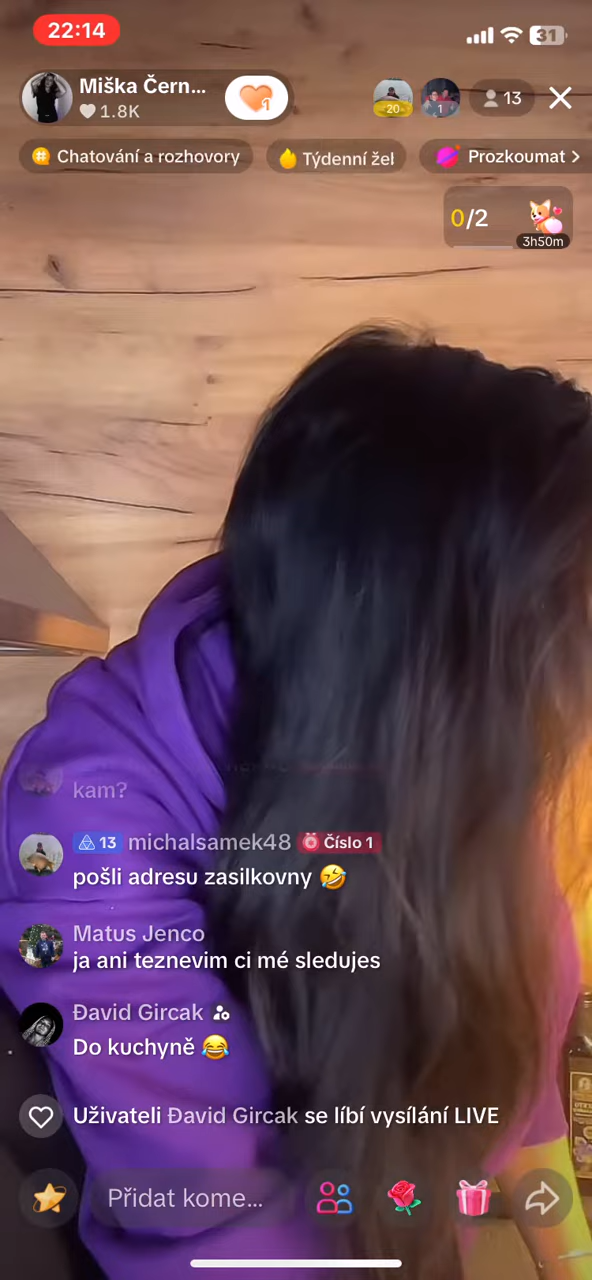 22:14
31
Miška Čern...
1.8K
1
20
1
13
Chatování a rozhovory
Týdenní žeł
Prozkoumat >
0/2
3h50m
kam?
13 michalsamek48 Číslo 1
pošli adresu zasilkovny 🤣
Matus Jenco
ja ani teznevim ci mé sledujes
Đavid Gircak
Do kuchyně 😂
Uživateli Đavid Gircak se líbí vysílání LIVE
Přidat kome...